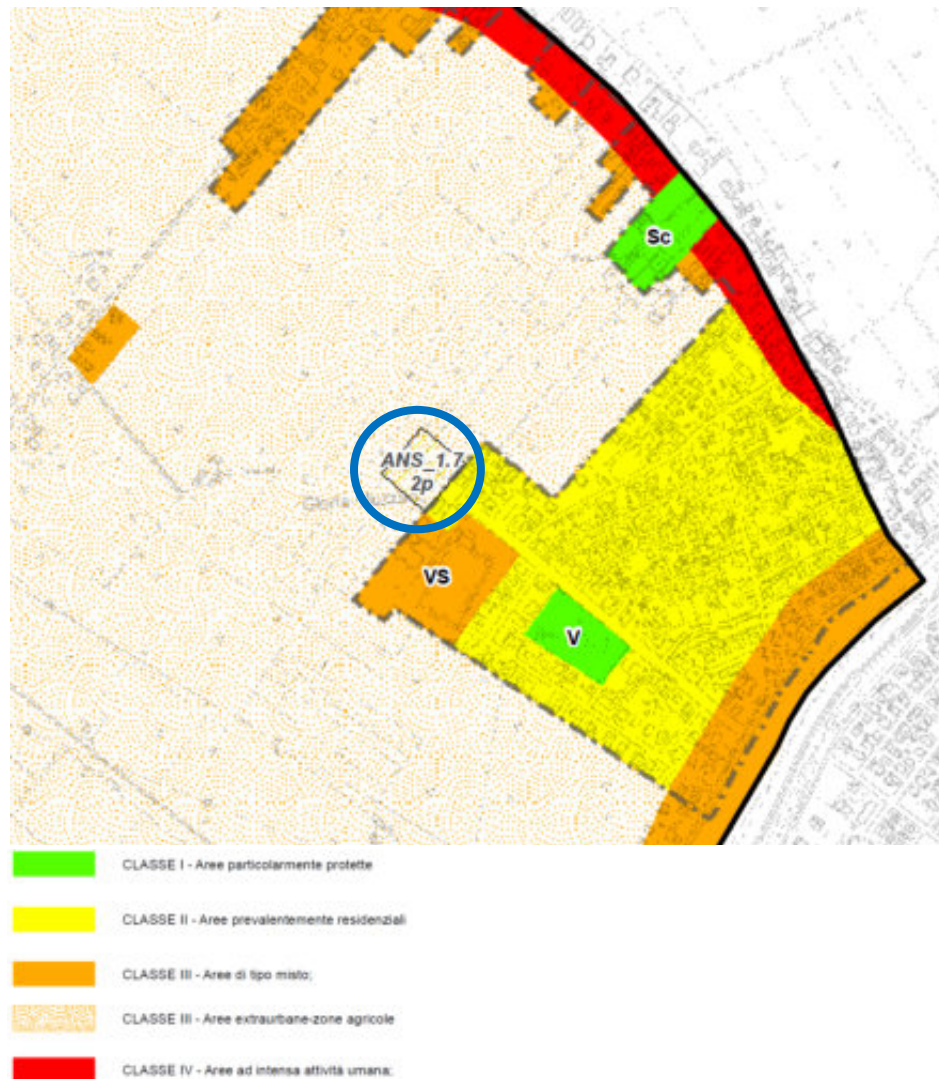 Sc
ANS_1.7
2p
VS
V
CLASSE I - Aree particolarmente protette
CLASSE II - Aree prevalentemente residenziali
CLASSE III - Aree di tipo misto;
CLASSE III - Aree extraurbane-zone agricole
CLASSE IV - Aree ad intensa attività umana;